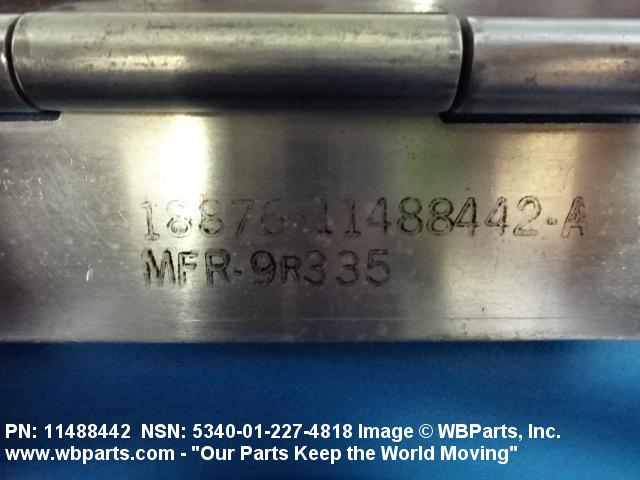 18876-11488442-A
MFR-9R335
PN: 11488442 NSN: 5340-01-227-4818 Image © WBParts, Inc.
www.wbparts.com - "Our Parts Keep the World Moving"